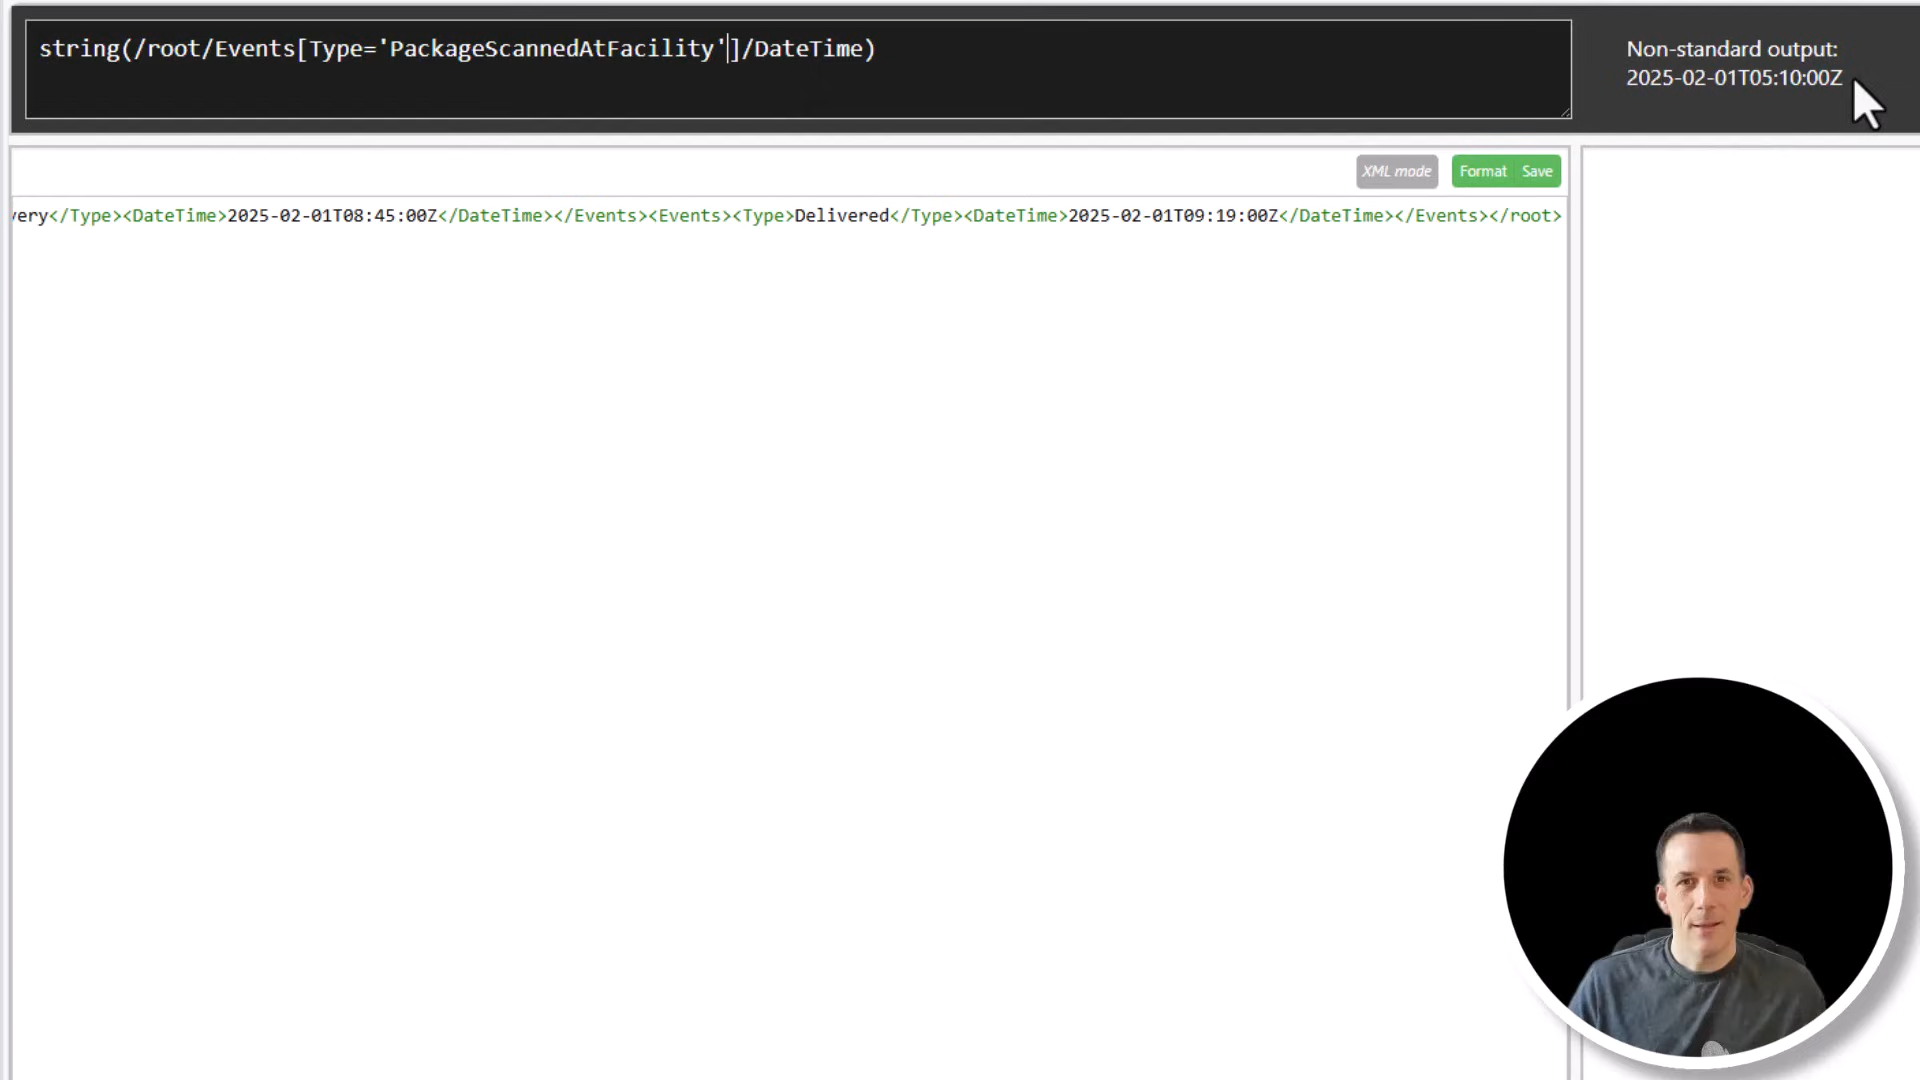 string(/root/Events[Type='PackageScannedAtFacility']/DateTime)
Non-standard output:
2025-02-01T05:10:00Z
XML mode
Format
Save
very</Type><DateTime>2025-02-01T08:45:00Z</DateTime></Events><Events><Type>Delivered</Type><DateTime>2025-02-01T09:19:00Z</DateTime></Events></root>